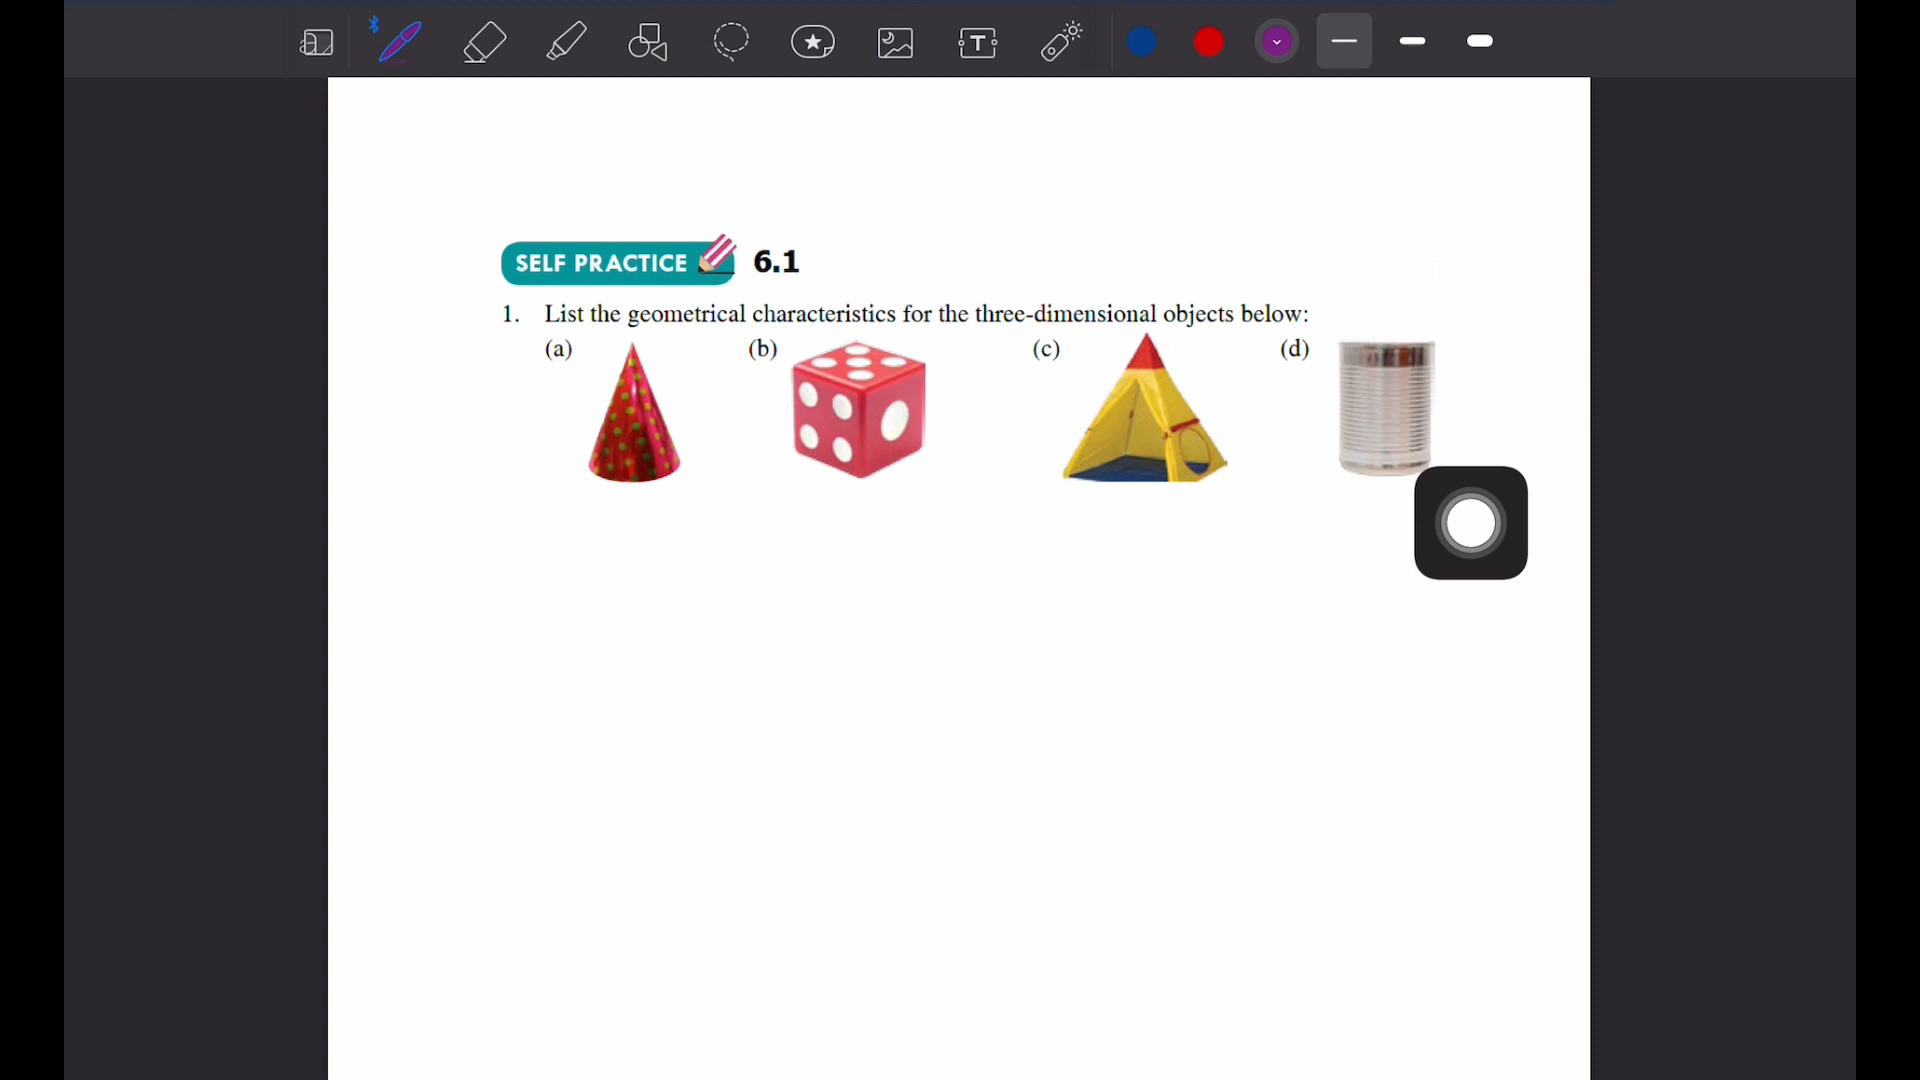 SELF PRACTICE 6.1
1. List the geometrical characteristics for the three-dimensional objects below:
(a) (b) (c) (d)